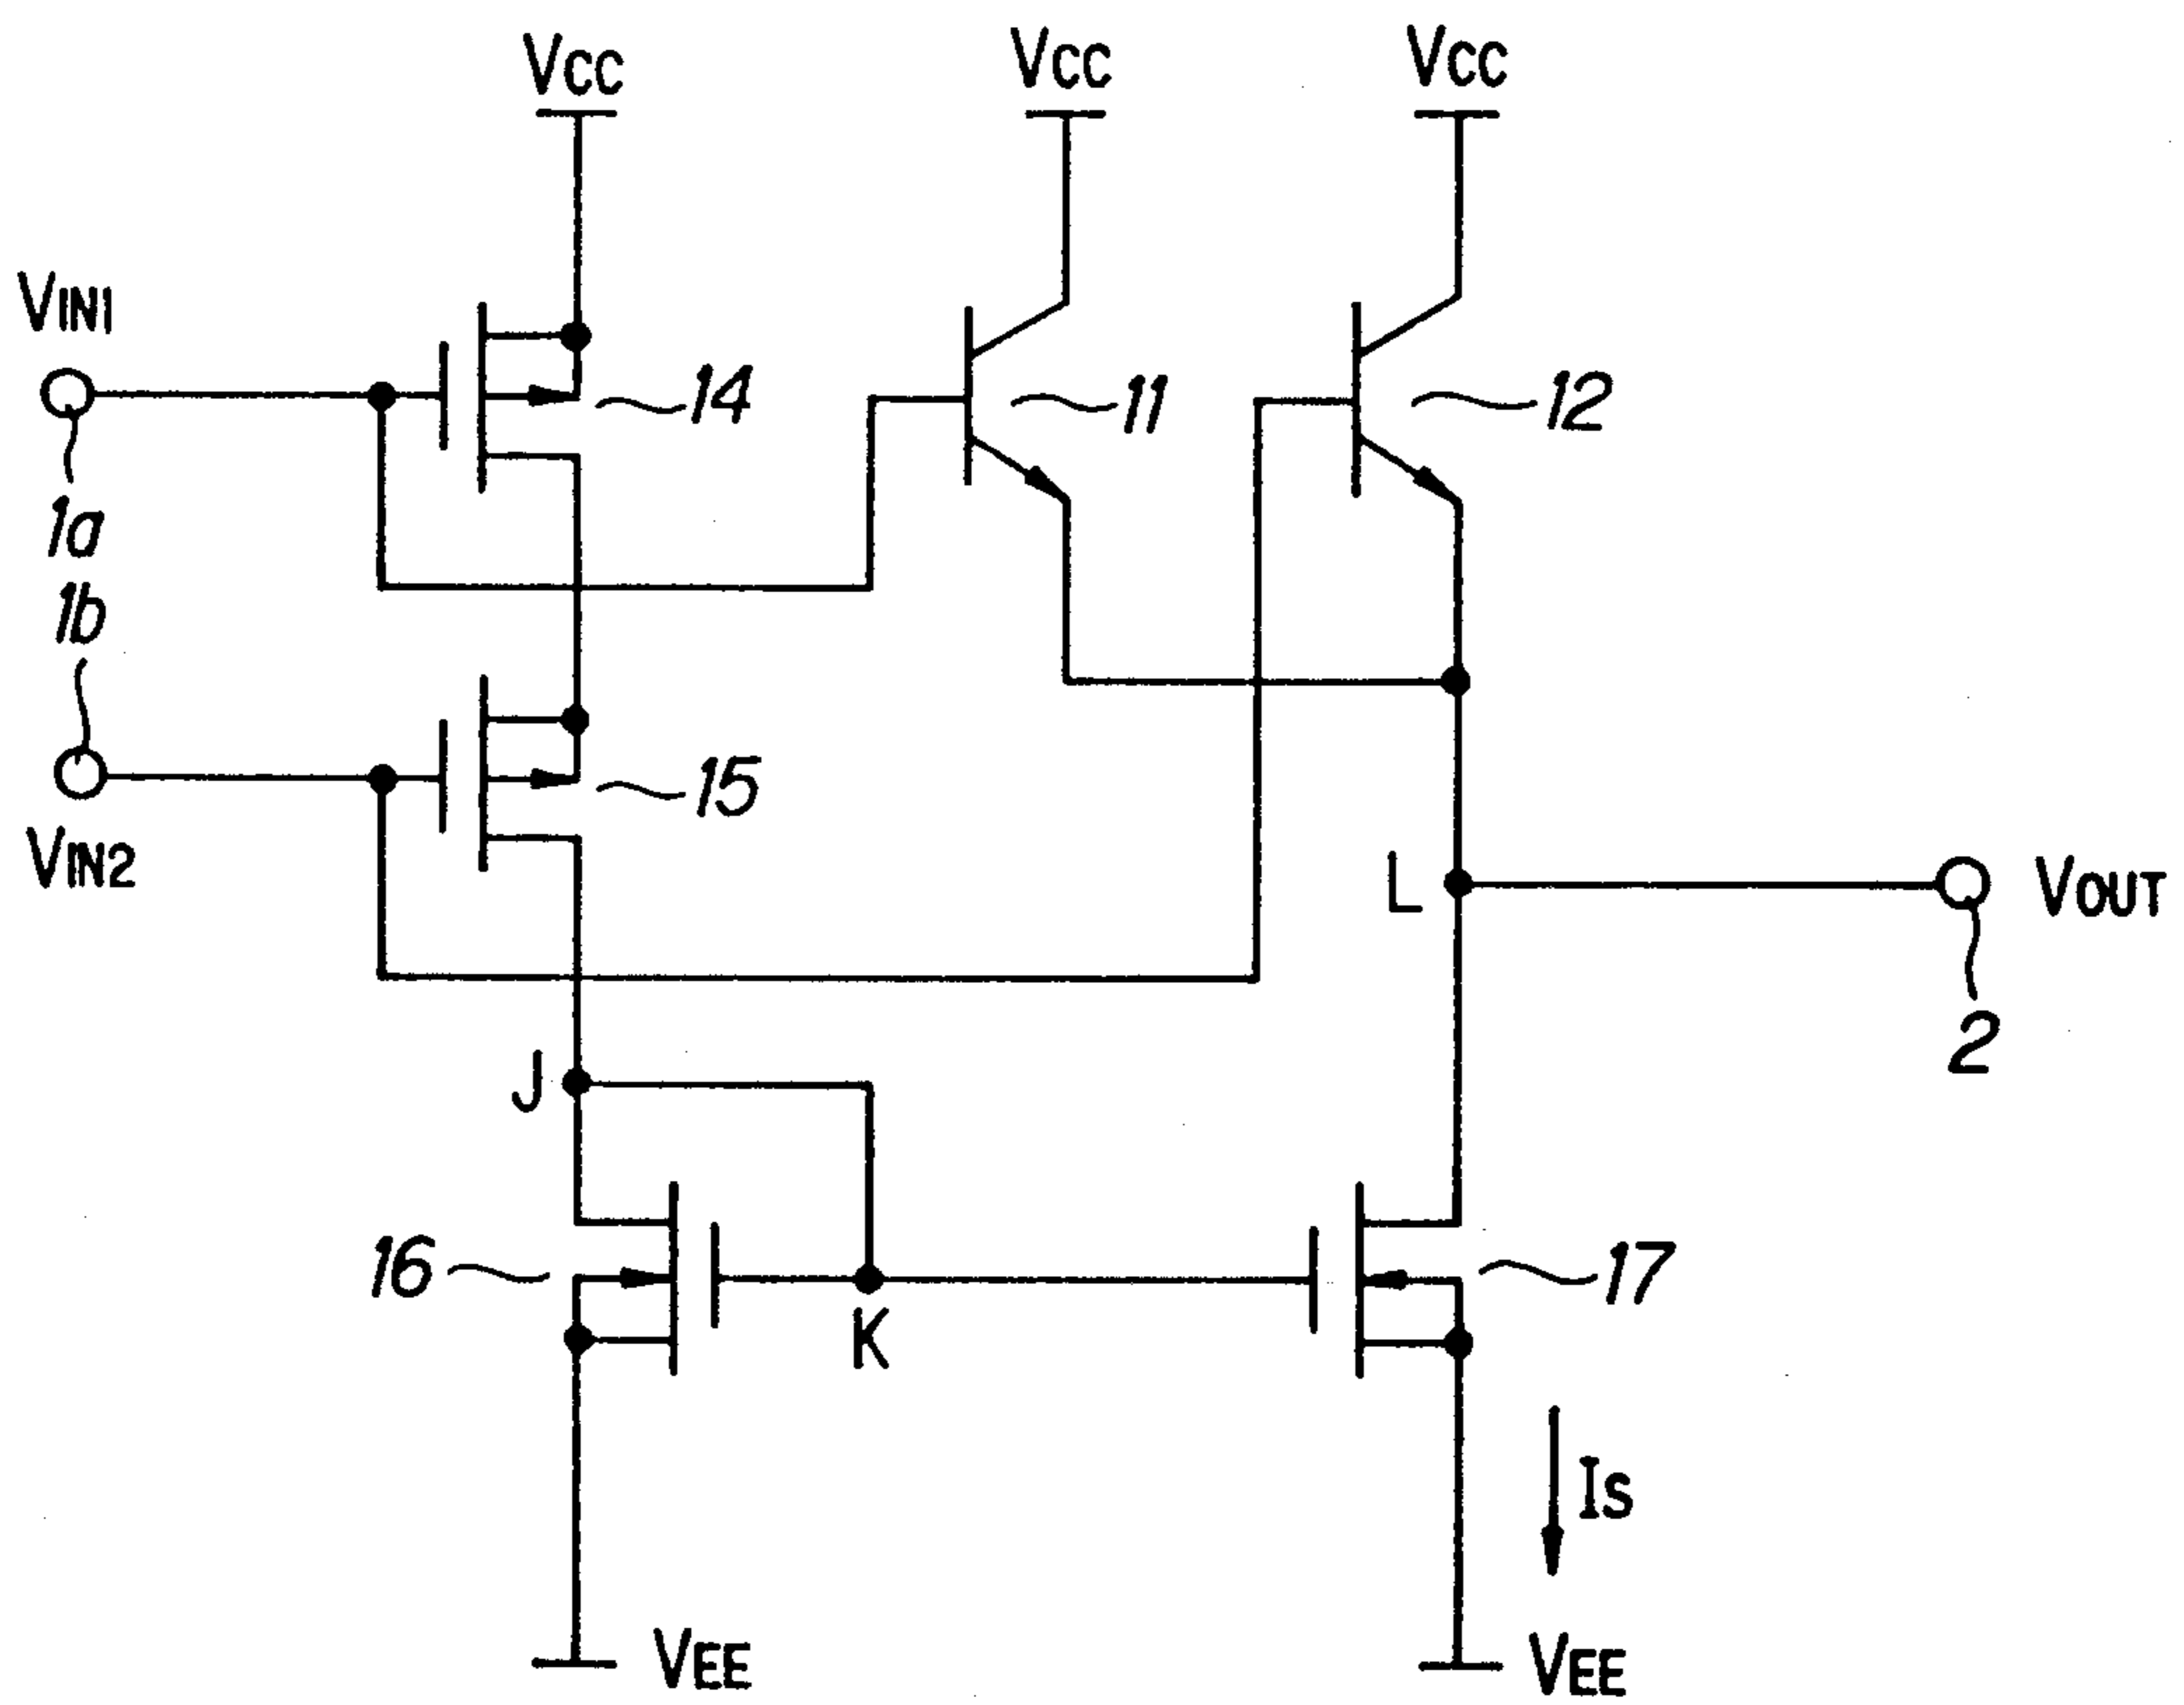 VCC VCC VCC
VIN1
14 11 12
1a
1b
15
VIN2
L VOUT
2
J
16 17
K
IS
VEE VEE